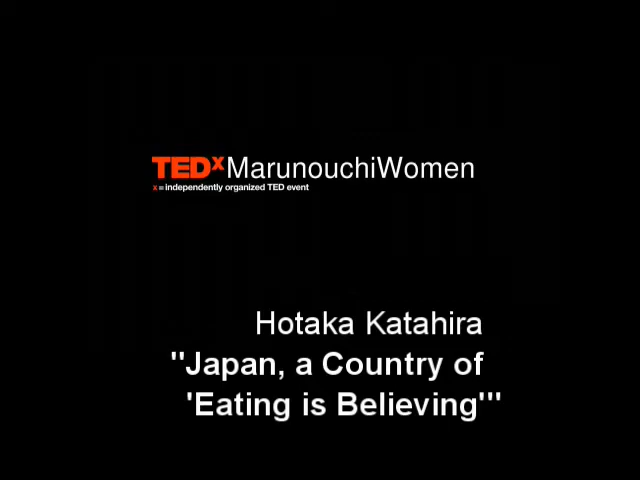 TEDxMarunouchiWomen
x = independently organized TED event
Hotaka Katahira
"Japan, a Country of
'Eating is Believing'"